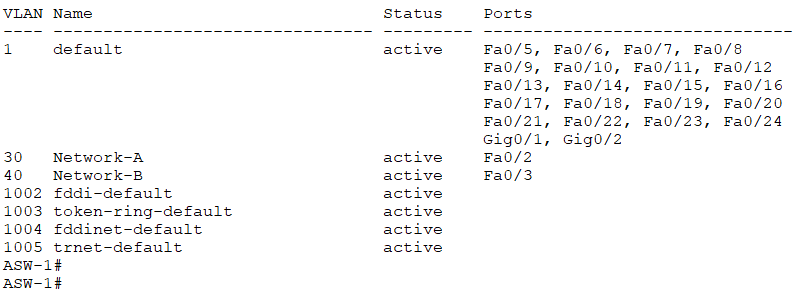 VLAN Name                             Status    Ports
---- -------------------------------- --------- -------------------------------
1    default                          active    Fa0/5, Fa0/6, Fa0/7, Fa0/8
                                                Fa0/9, Fa0/10, Fa0/11, Fa0/12
                                                Fa0/13, Fa0/14, Fa0/15, Fa0/16
                                                Fa0/17, Fa0/18, Fa0/19, Fa0/20
                                                Fa0/21, Fa0/22, Fa0/23, Fa0/24
                                                Gig0/1, Gig0/2
30   Network-A                        active    Fa0/2
40   Network-B                        active    Fa0/3
1002 fddi-default                     active
1003 token-ring-default               active
1004 fddinet-default                  active
1005 trnet-default                    active
ASW-1#
ASW-1#